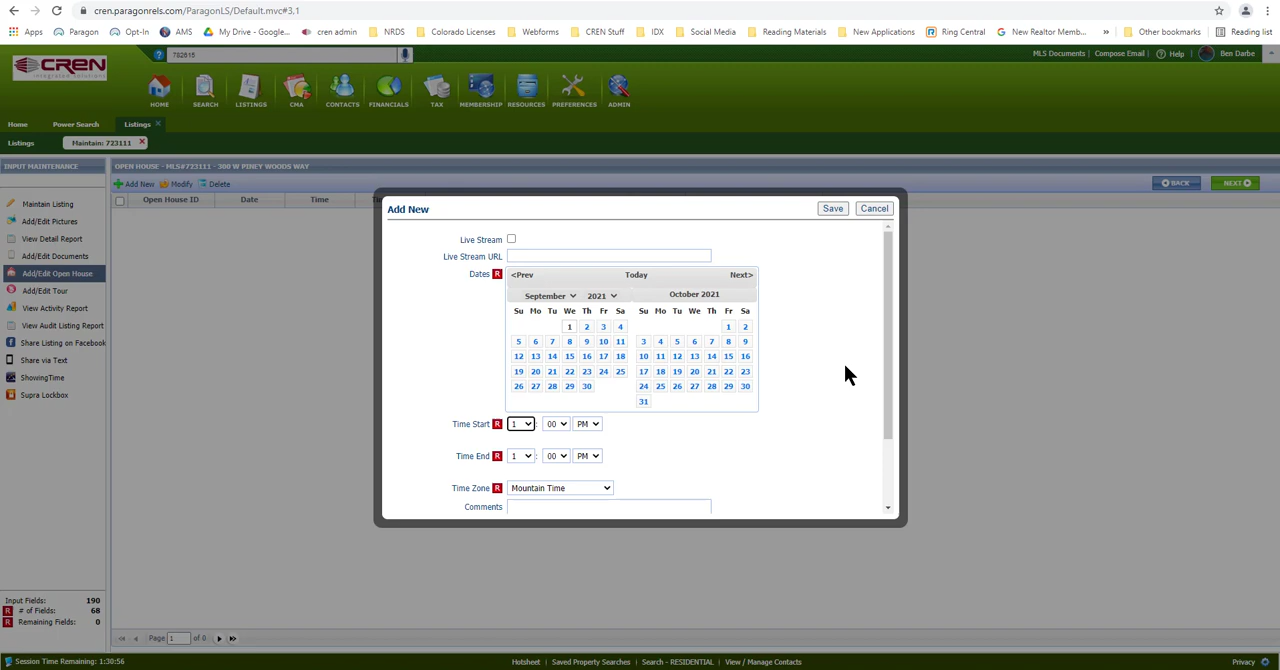 cren.paragonrels.com/ParagonLS/Default.mvc#3.1
Apps Paragon Opt-In AMS My Drive - Google... cren admin NRDS Colorado Licenses Webforms CREN Stuff IDX Social Media Reading Materials New Applications Ring Central New Realtor Memb... » Other bookmarks Reading list
CREN
integrated solutions
782615
MLS Documents | Compose Email | Help | Ben Darbe
HOME SEARCH LISTINGS CMA CONTACTS FINANCIALS TAX MEMBERSHIP RESOURCES PREFERENCES ADMIN
Home Power Search Listings
Listings Maintain: 723111
INPUT MAINTENANCE
OPEN HOUSE - MLS#723111 - 300 W PINEY WOODS WAY
Add New Modify Delete
BACK NEXT
Open House ID Date Time
Maintain Listing
Add/Edit Pictures
View Detail Report
Add/Edit Documents
Add/Edit Open House
Add/Edit Tour
View Activity Report
View Audit Listing Report
Share Listing on Facebook
Share via Text
ShowingTime
Supra Lockbox
Add New Save Cancel
Live Stream
Live Stream URL
Dates R <Prev Today Next>
September 2021 October 2021
Su Mo Tu We Th Fr Sa Su Mo Tu We Th Fr Sa
1 2 3 4 1 2
5 6 7 8 9 10 11 3 4 5 6 7 8 9
12 13 14 15 16 17 18 10 11 12 13 14 15 16
19 20 21 22 23 24 25 17 18 19 20 21 22 23
26 27 28 29 30 24 25 26 27 28 29 30
31
Time Start R 1 : 00 PM
Time End R 1 : 00 PM
Time Zone R Mountain Time
Comments
Input Fields: 190
R # of Fields: 68
R Remaining Fields: 0
Page 1 of 0
Session Time Remaining: 1:30:56
Hotsheet | Saved Property Searches | Search - RESIDENTIAL | View / Manage Contacts
Privacy